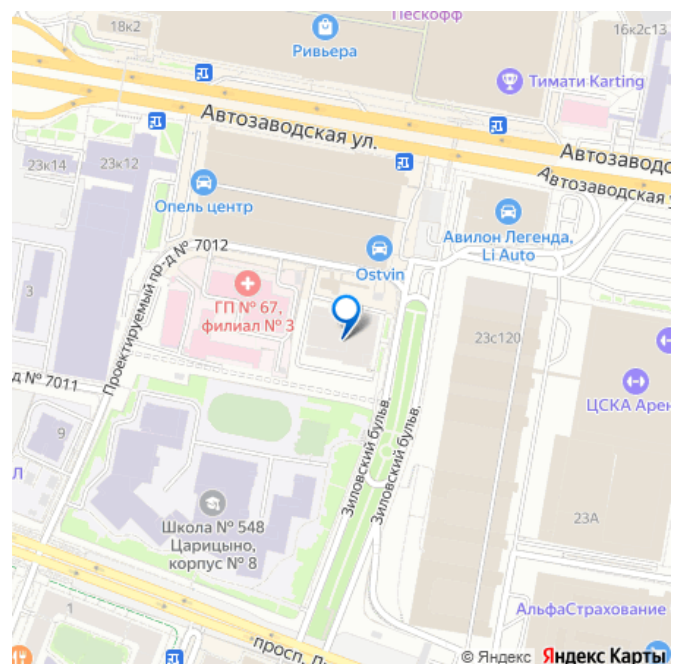 Пескофф
18к2
Ривьера
16к2с13
Тимати Karting
Автозаводская ул.
Автозаводс
Автозаводская у
23к14
23к12
Опель центр
Авилон Легенда,
Li Auto
Проектируемый пр-д № 7012
Ostvin
3
ГП № 67,
филиал № 3
23с120
д № 7011
ЦСКА Арен
9
Зиловский бульв.
Зиловский бульв.
Л
Школа № 548
Царицыно,
корпус № 8
23А
1
АльфаСтрахование
просп. Л
© Яндекс Яндекс Карты